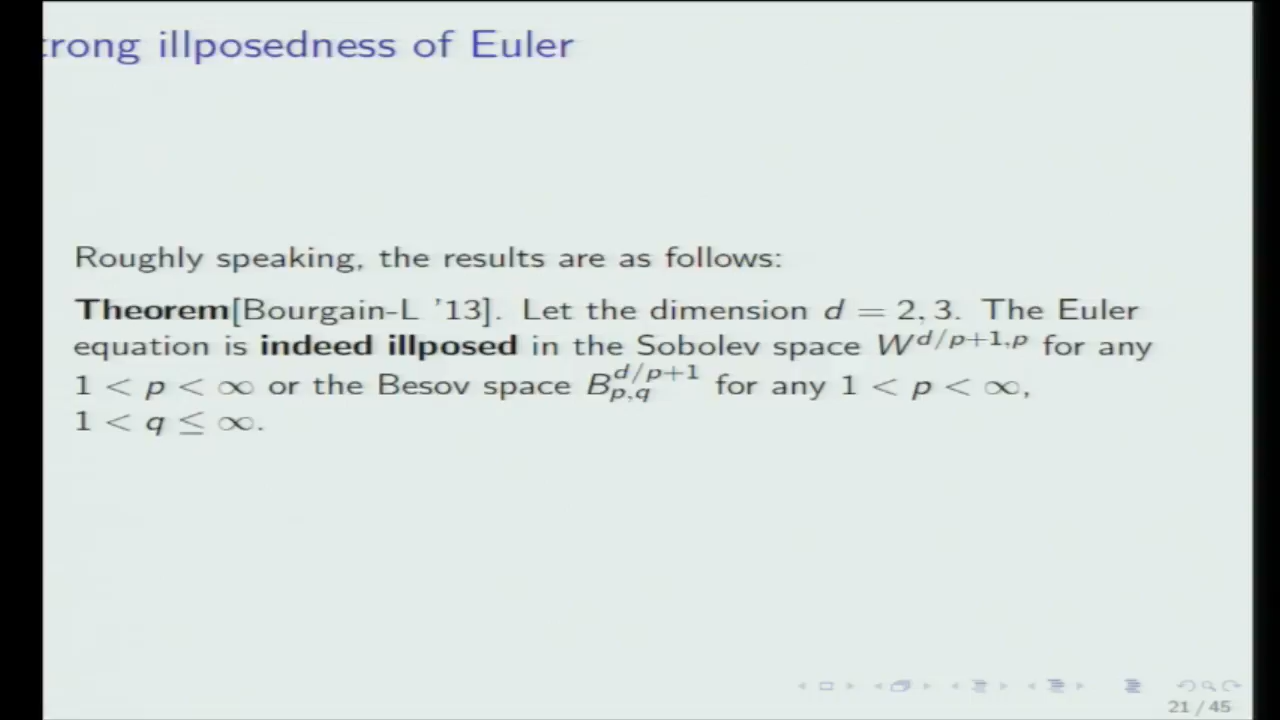 trong illposedness of Euler
Roughly speaking, the results are as follows:
Theorem[Bourgain-L '13]. Let the dimension d = 2, 3. The Euler
equation is indeed illposed in the Sobolev space W^{d/p+1,p} for any
1 < p < ∞ or the Besov space B_{p,q}^{d/p+1} for any 1 < p < ∞,
1 < q ≤ ∞.
21 / 45